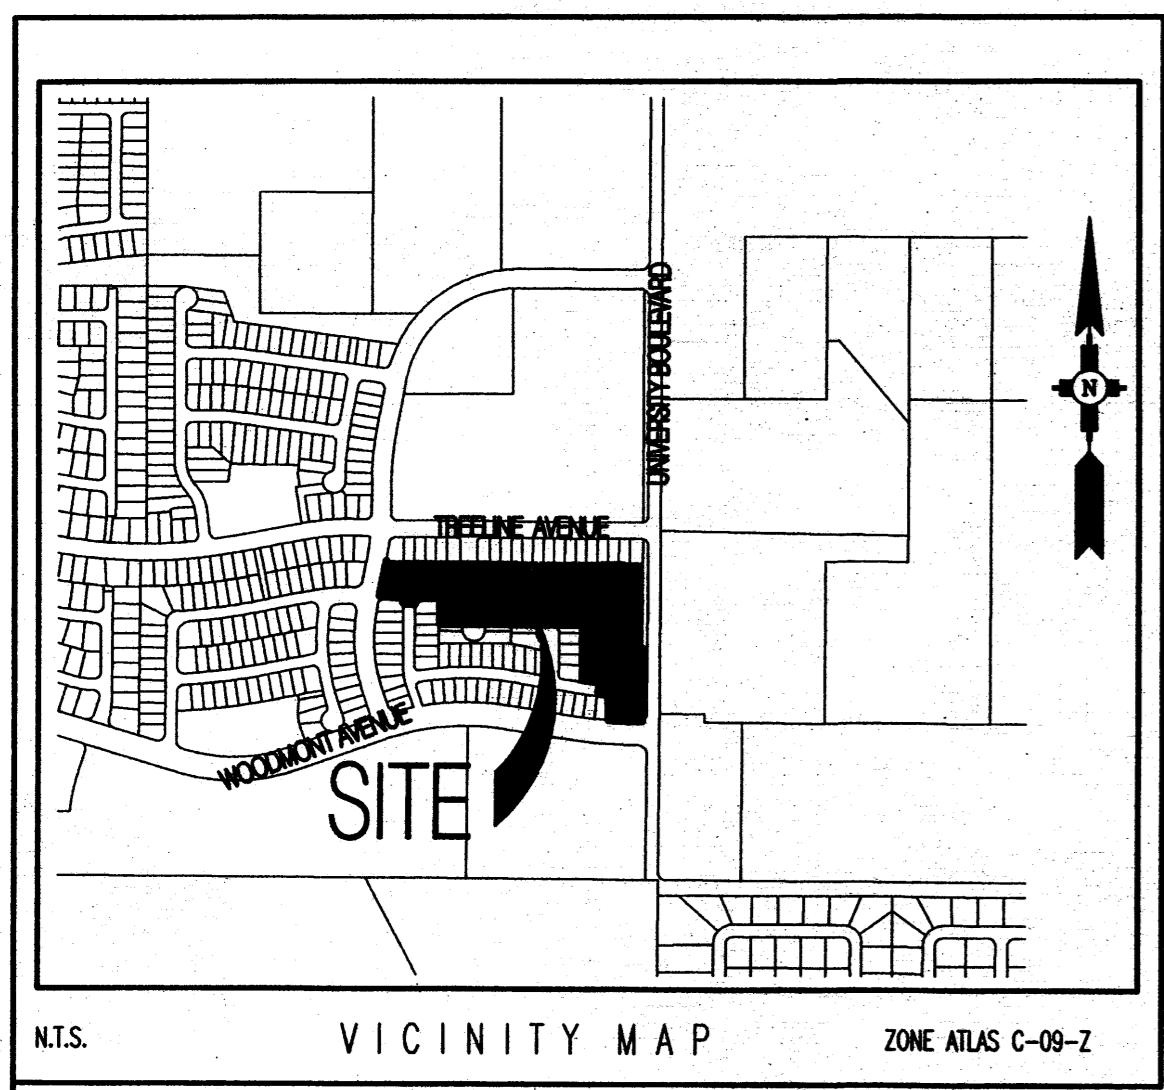 UNIVERSITY BOULEVARD
N
TREELINE AVENUE
WOODMONT AVENUE
SITE
N.T.S.
VICINITY MAP
ZONE ATLAS C-09-Z